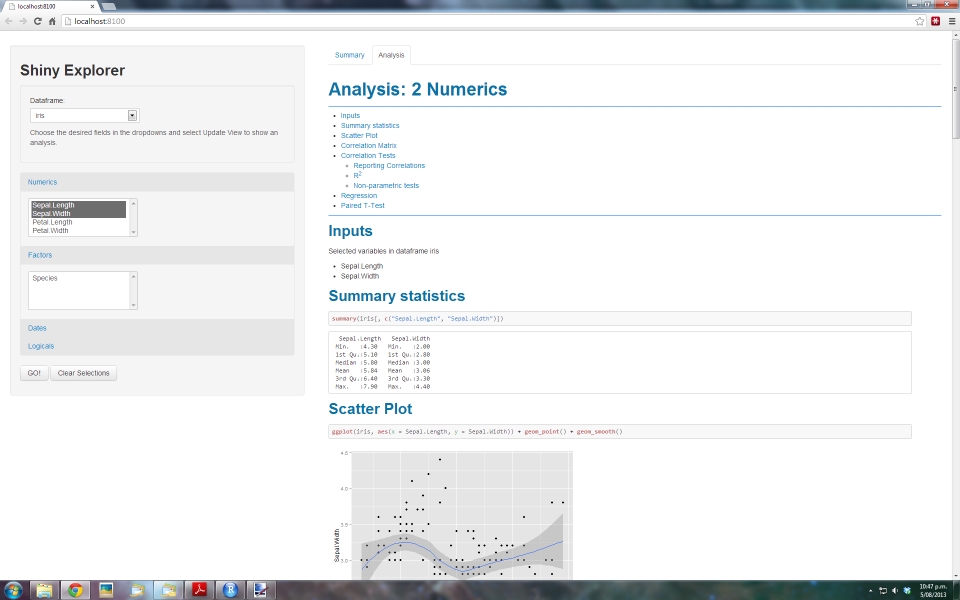 localhost:8100
localhost:8100
Shiny Explorer
Dataframe:
iris
Choose the desired fields in the dropdowns and select Update View to show an
analysis.
Numerics
Sepal.Length
Sepal.Width
Petal.Length
Petal.Width
Factors
Species
Dates
Logicals
GO!
Clear Selections
Summary
Analysis
Analysis: 2 Numerics
Inputs
Summary statistics
Scatter Plot
Correlation Matrix
Correlation Tests
Reporting Correlations
R2
Non-parametric tests
Regression
Paired T-Test
Inputs
Selected variables in dataframe iris
Sepal.Length
Sepal.Width
Summary statistics
summary(iris[, c("Sepal.Length", "Sepal.Width")])
Sepal.Length Sepal.Width
Min. :4.30 Min. :2.00
1st Qu.:5.10 1st Qu.:2.80
Median :5.80 Median :3.00
Mean :5.84 Mean :3.06
3rd Qu.:6.40 3rd Qu.:3.30
Max. :7.90 Max. :4.40
Scatter Plot
ggplot(iris, aes(x = Sepal.Length, y = Sepal.Width)) + geom_point() + geom_smooth()
4.5
4.0
3.5
3.0
Sepal.Width
10:47 p.m.
5/08/2013